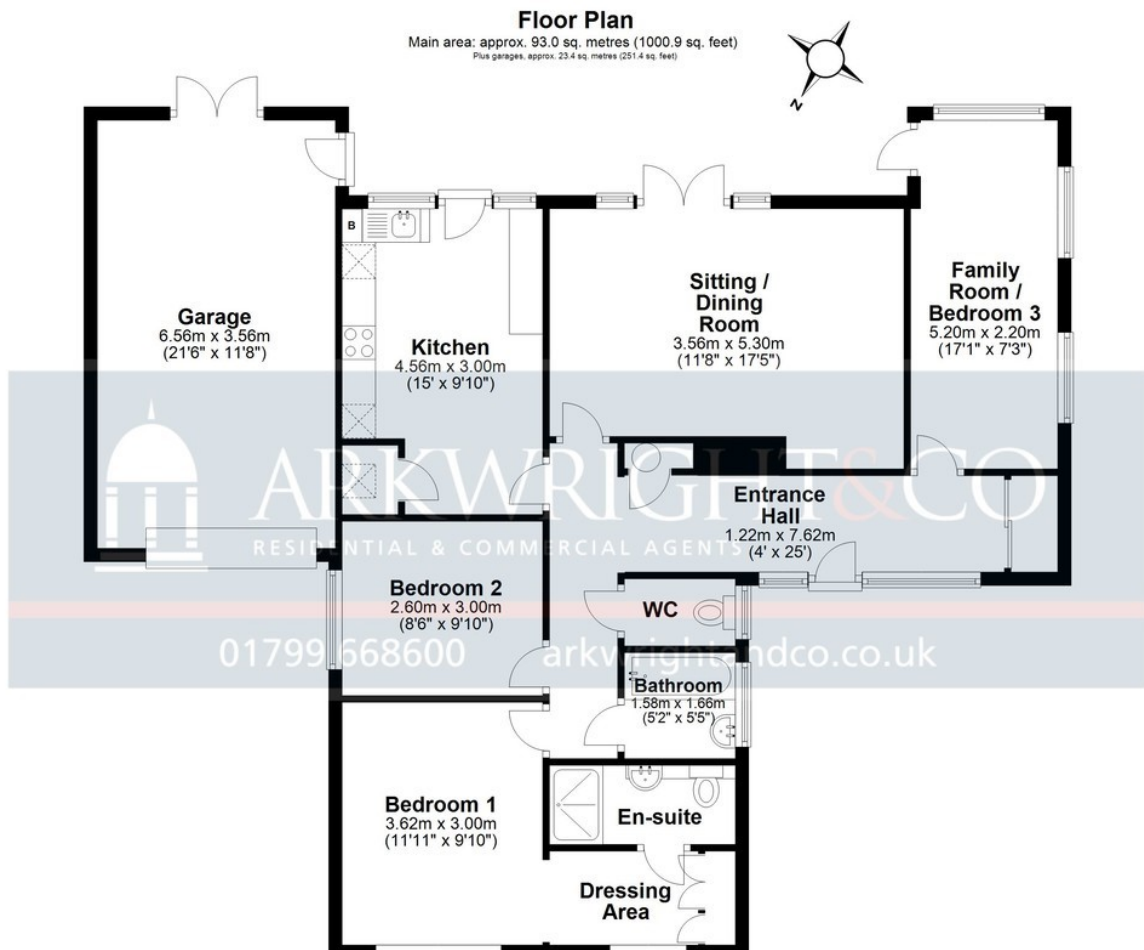 Floor Plan
Main area: approx. 93.0 sq. metres (1000.9 sq. feet)
Plus garages, approx. 23.4 sq. metres (251.4 sq. feet)
N
B
Garage
6.56m x 3.56m
(21'6" x 11'8")
Kitchen
4.56m x 3.00m
(15' x 9'10")
Sitting /
Dining
Room
3.56m x 5.30m
(11'8" x 17'5")
Family
Room /
Bedroom 3
5.20m x 2.20m
(17'1" x 7'3")
ARKWRIGHT&CO
RESIDENTIAL & COMMERCIAL AGENTS
Entrance
Hall
1.22m x 7.62m
(4' x 25')
Bedroom 2
2.60m x 3.00m
(8'6" x 9'10")
WC
01799 668600 arkwrightandco.co.uk
Bathroom
1.58m x 1.66m
(5'2" x 5'5")
Bedroom 1
3.62m x 3.00m
(11'11" x 9'10")
En-suite
Dressing
Area